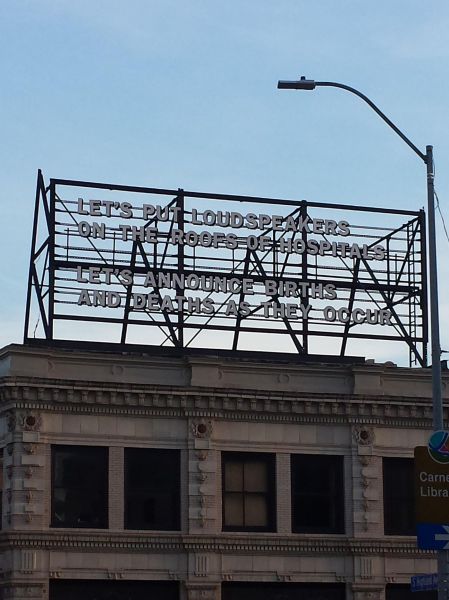 LET'S PUT LOUDSPEAKERS
ON THE ROOFS OF HOSPITALS
LET'S ANNOUNCE BIRTHS
AND DEATHS AS THEY OCCUR
Carne
Libra